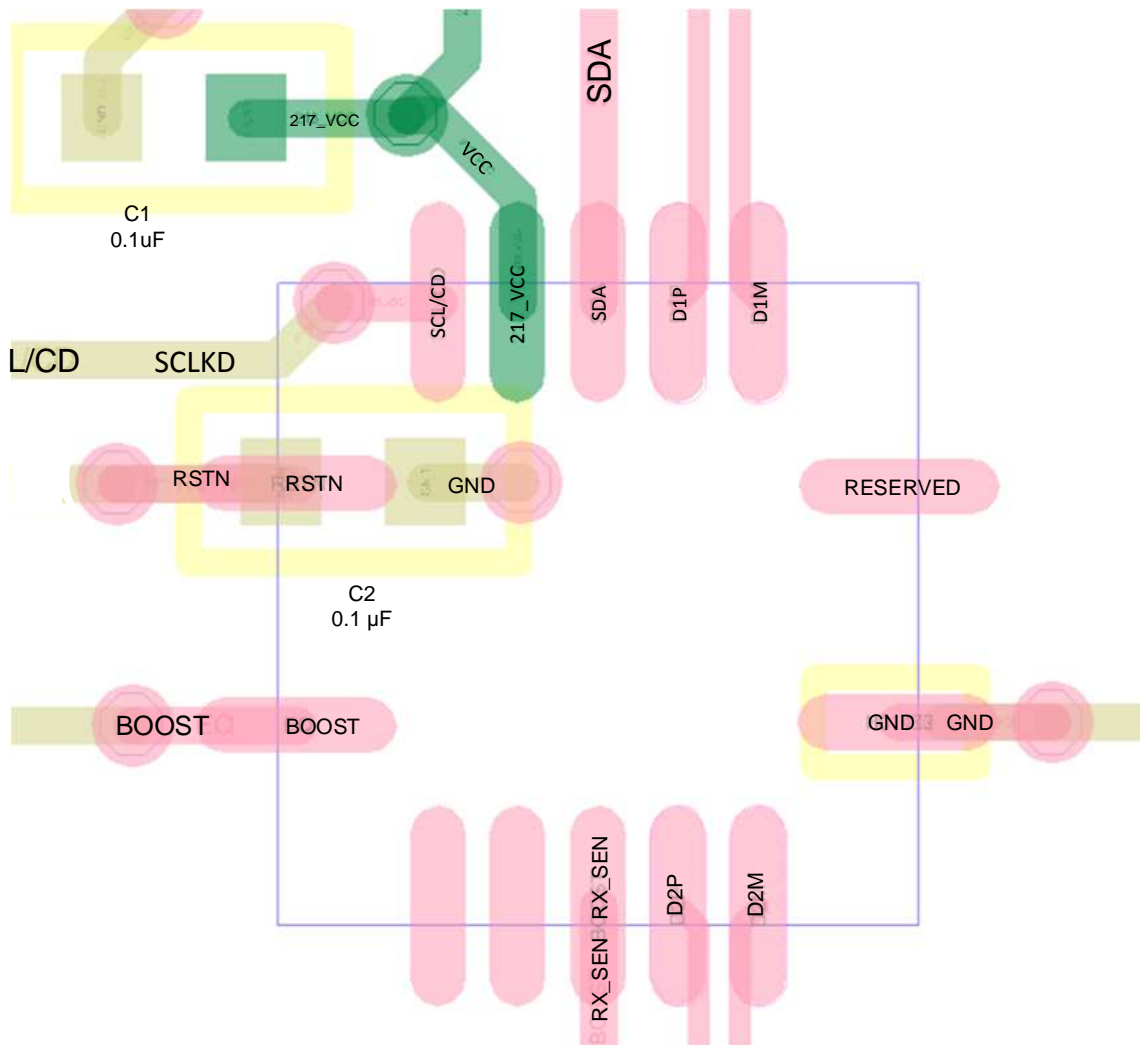 SDA
217_VCC
VCC
C1
0.1uF
SCL/CD
217_VCC
SDA
D1P
D1M
L/CD
SCLKD
RSTN
RSTN
GND
RESERVED
C2
0.1 µF
BOOST
BOOST
GND
GND
RX_SEN
D2P
D2M
RX_SEN